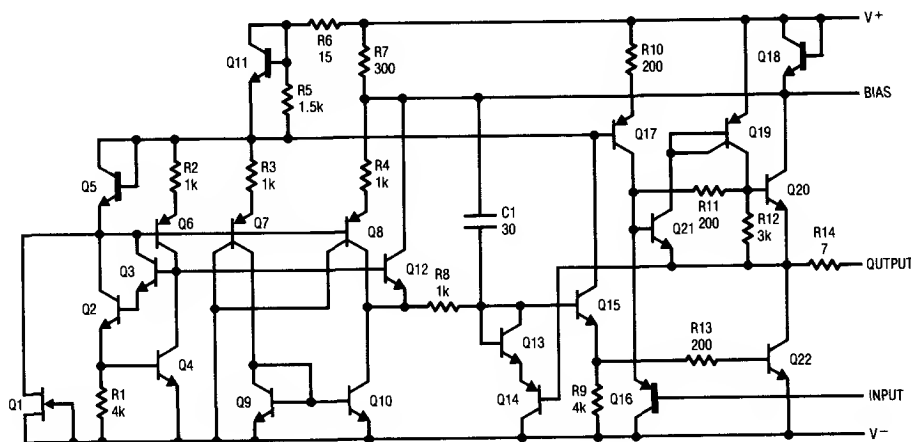 R6
15
R7
300
V+
Q11
R10
200
Q18
R5
1.5k
BIAS
Q17
Q19
R2
1k
R3
1k
R4
1k
Q5
Q6
Q7
Q8
C1
30
R11
200
Q20
Q21
R12
3k
R14
7
Q3
Q12
OUTPUT
R8
1k
Q2
Q15
R13
200
Q4
Q13
Q22
R1
4k
Q1
Q9
Q10
Q14
R9
4k
Q16
INPUT
V−